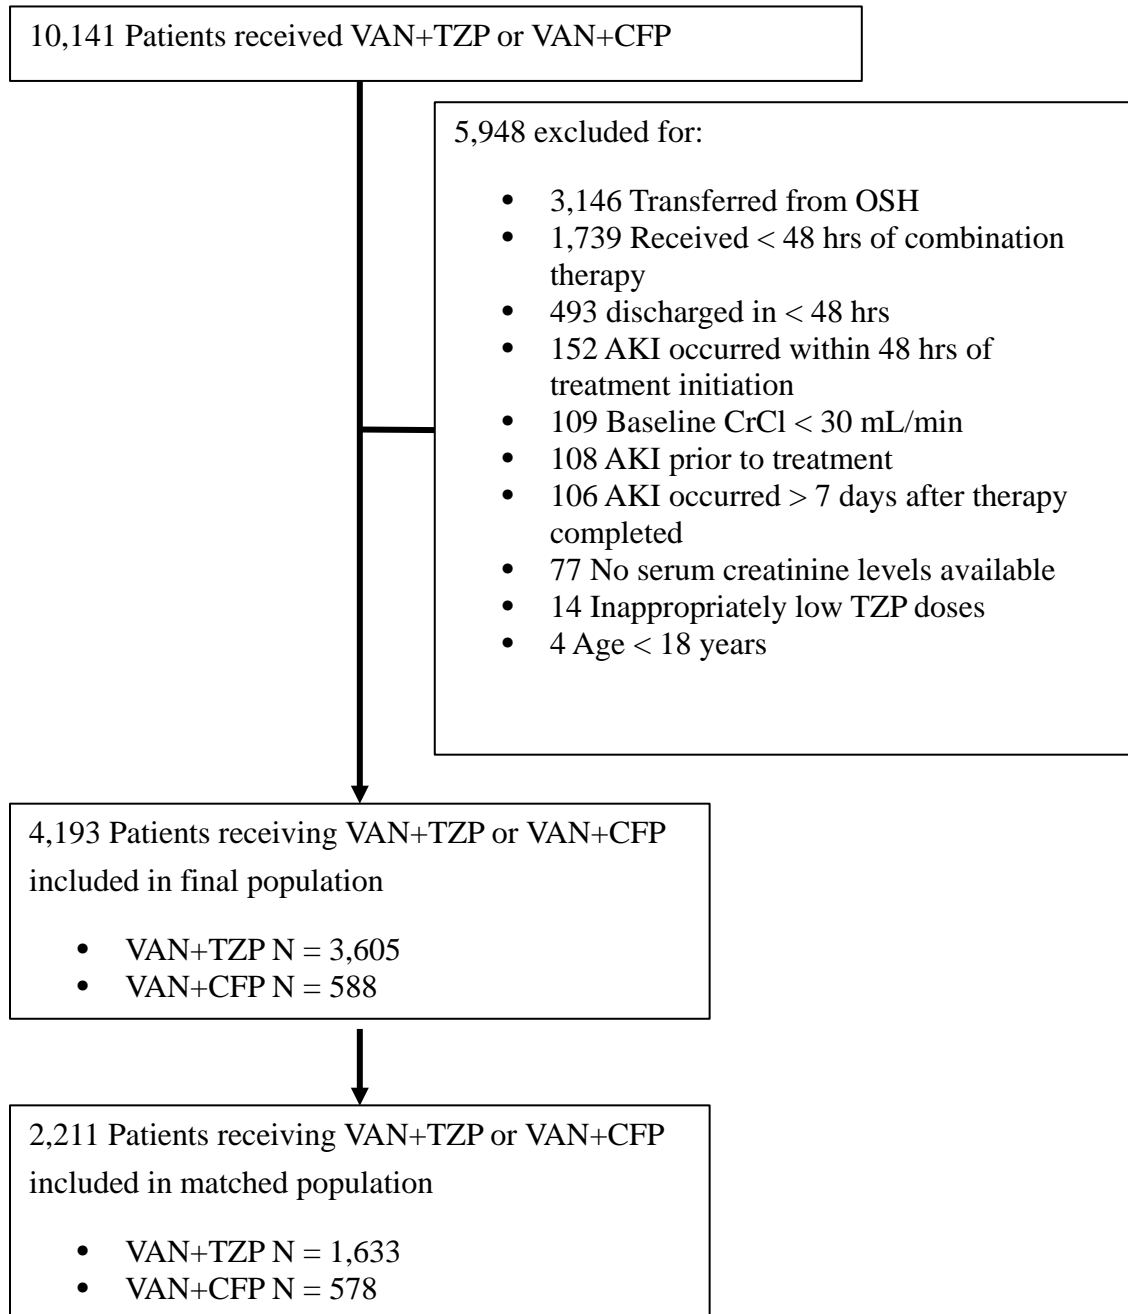 10,141 Patients received VAN+TZP or VAN+CFP
5,948 excluded for:
• 3,146 Transferred from OSH
• 1,739 Received < 48 hrs of combination
therapy
• 493 discharged in < 48 hrs
• 152 AKI occurred within 48 hrs of
treatment initiation
• 109 Baseline CrCl < 30 mL/min
• 108 AKI prior to treatment
• 106 AKI occurred > 7 days after therapy
completed
• 77 No serum creatinine levels available
• 14 Inappropriately low TZP doses
• 4 Age < 18 years
4,193 Patients receiving VAN+TZP or VAN+CFP
included in final population
• VAN+TZP N = 3,605
• VAN+CFP N = 588
2,211 Patients receiving VAN+TZP or VAN+CFP
included in matched population
• VAN+TZP N = 1,633
• VAN+CFP N = 578